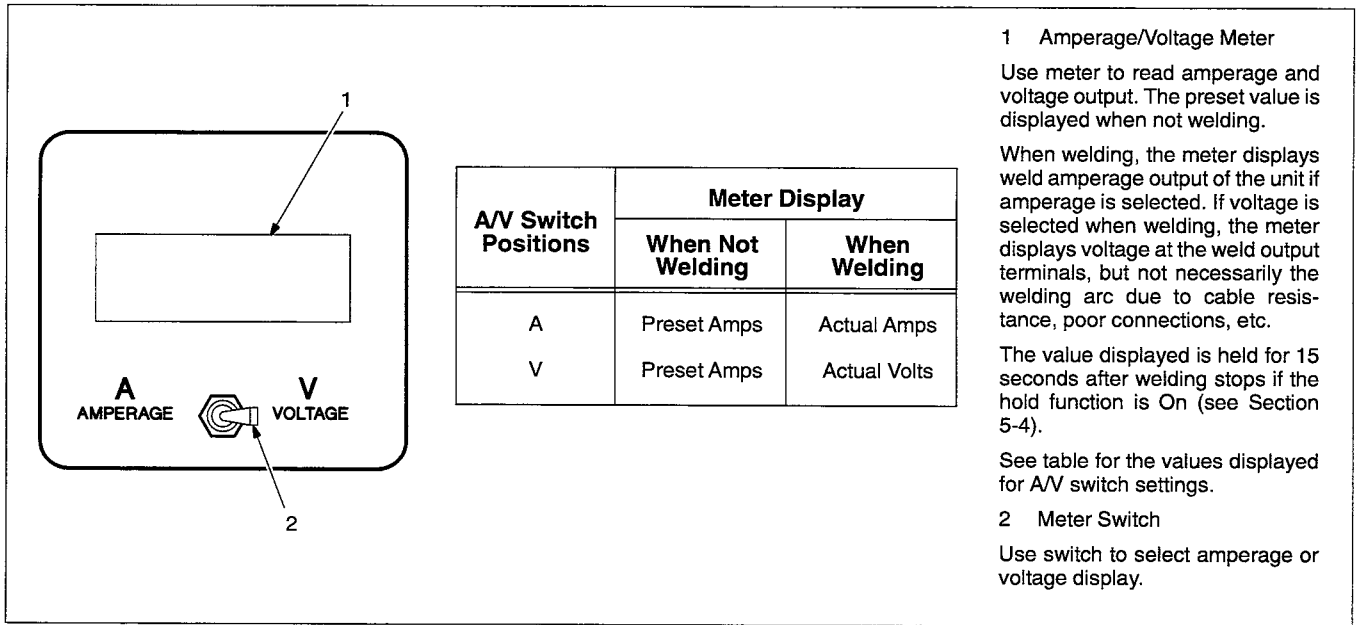 1
A
AMPERAGE
V
VOLTAGE
2
A/V Switch
Positions
Meter Display
When Not
Welding
When
Welding
A
Preset Amps
Actual Amps
V
Preset Amps
Actual Volts
1 Amperage/Voltage Meter
Use meter to read amperage and
voltage output. The preset value is
displayed when not welding.
When welding, the meter displays
weld amperage output of the unit if
amperage is selected. If voltage is
selected when welding, the meter
displays voltage at the weld output
terminals, but not necessarily the
welding arc due to cable resis-
tance, poor connections, etc.
The value displayed is held for 15
seconds after welding stops if the
hold function is On (see Section
5-4).
See table for the values displayed
for A/V switch settings.
2 Meter Switch
Use switch to select amperage or
voltage display.